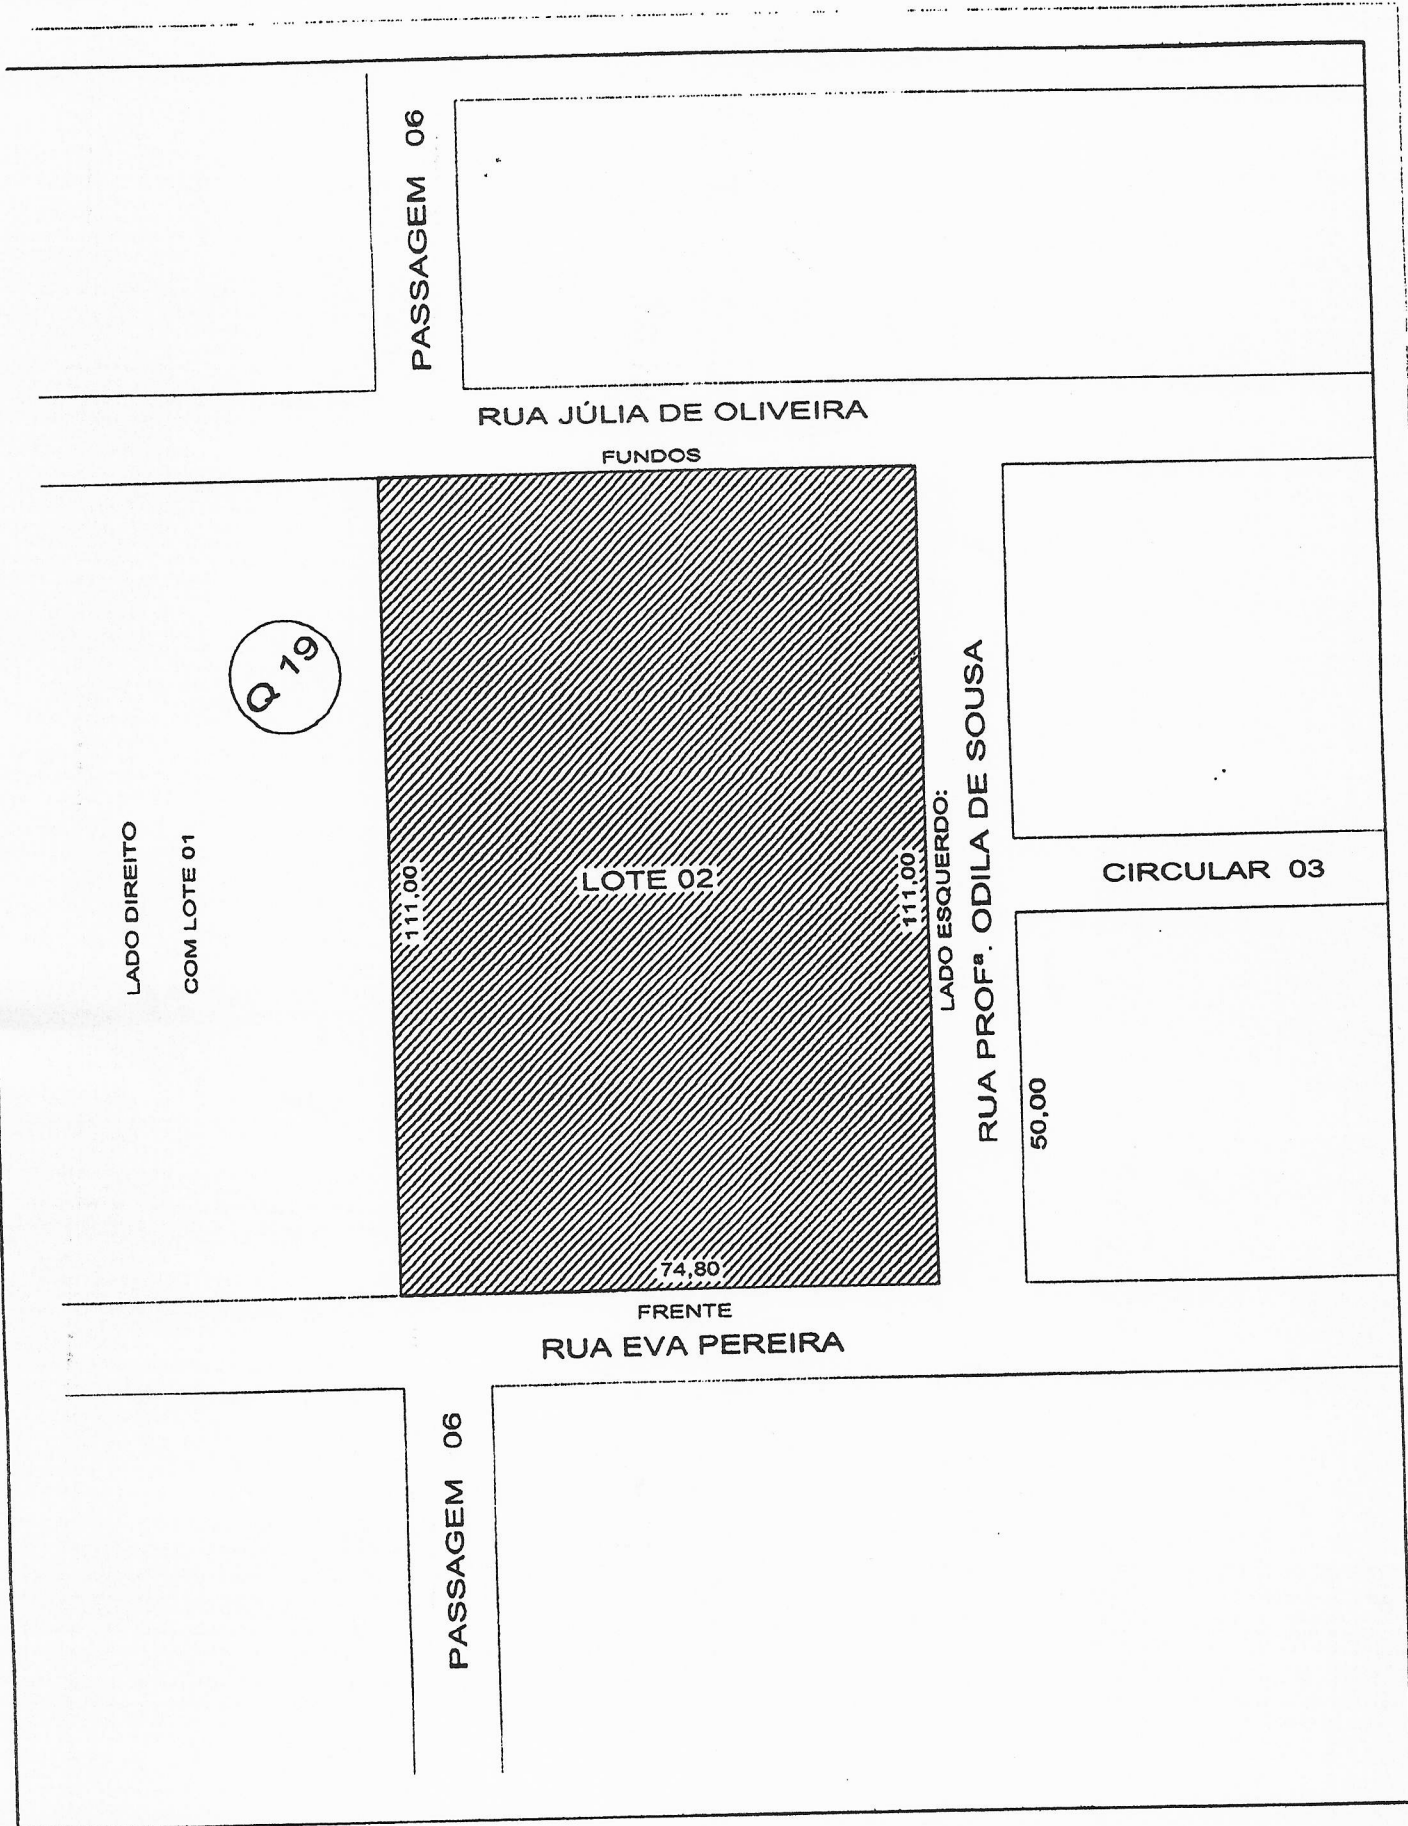 PASSAGEM 06
RUA JÚLIA DE OLIVEIRA
FUNDOS
Q 19
LADO DIREITO
COM LOTE 01
111,00
LOTE 02
111,00
LADO ESQUERDO:
RUA PROFª. ODILA DE SOUSA
CIRCULAR 03
50,00
74,80
FRENTE
RUA EVA PEREIRA
PASSAGEM 06